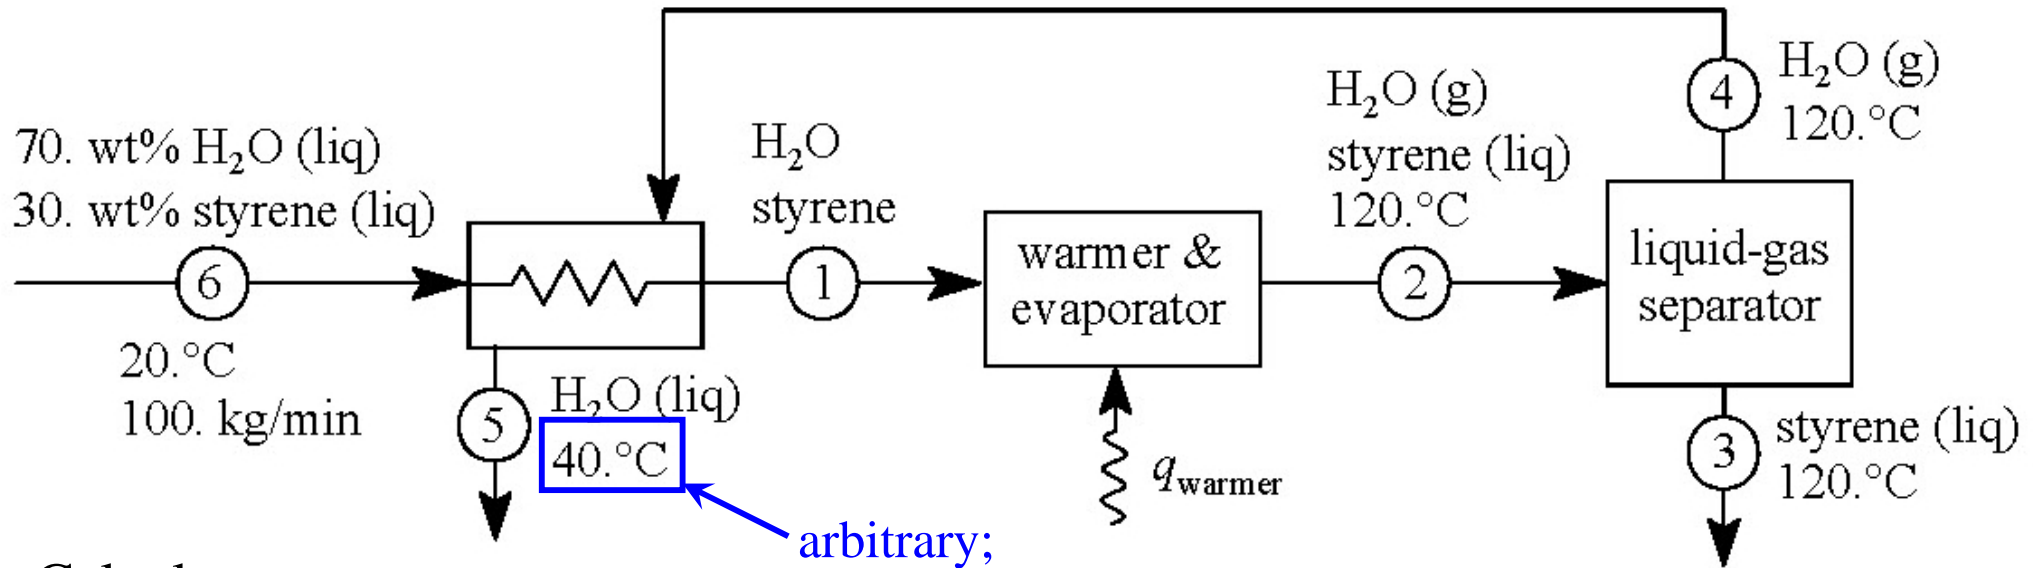 70. wt% H₂O (liq)
30. wt% styrene (liq)
6
20.°C
100. kg/min
5
H₂O (liq)
40.°C
arbitrary;
H₂O
styrene
1
warmer &
evaporator
q warmer
H₂O (g)
styrene (liq)
120.°C
2
liquid-gas
separator
4
H₂O (g)
120.°C
3
styrene (liq)
120.°C